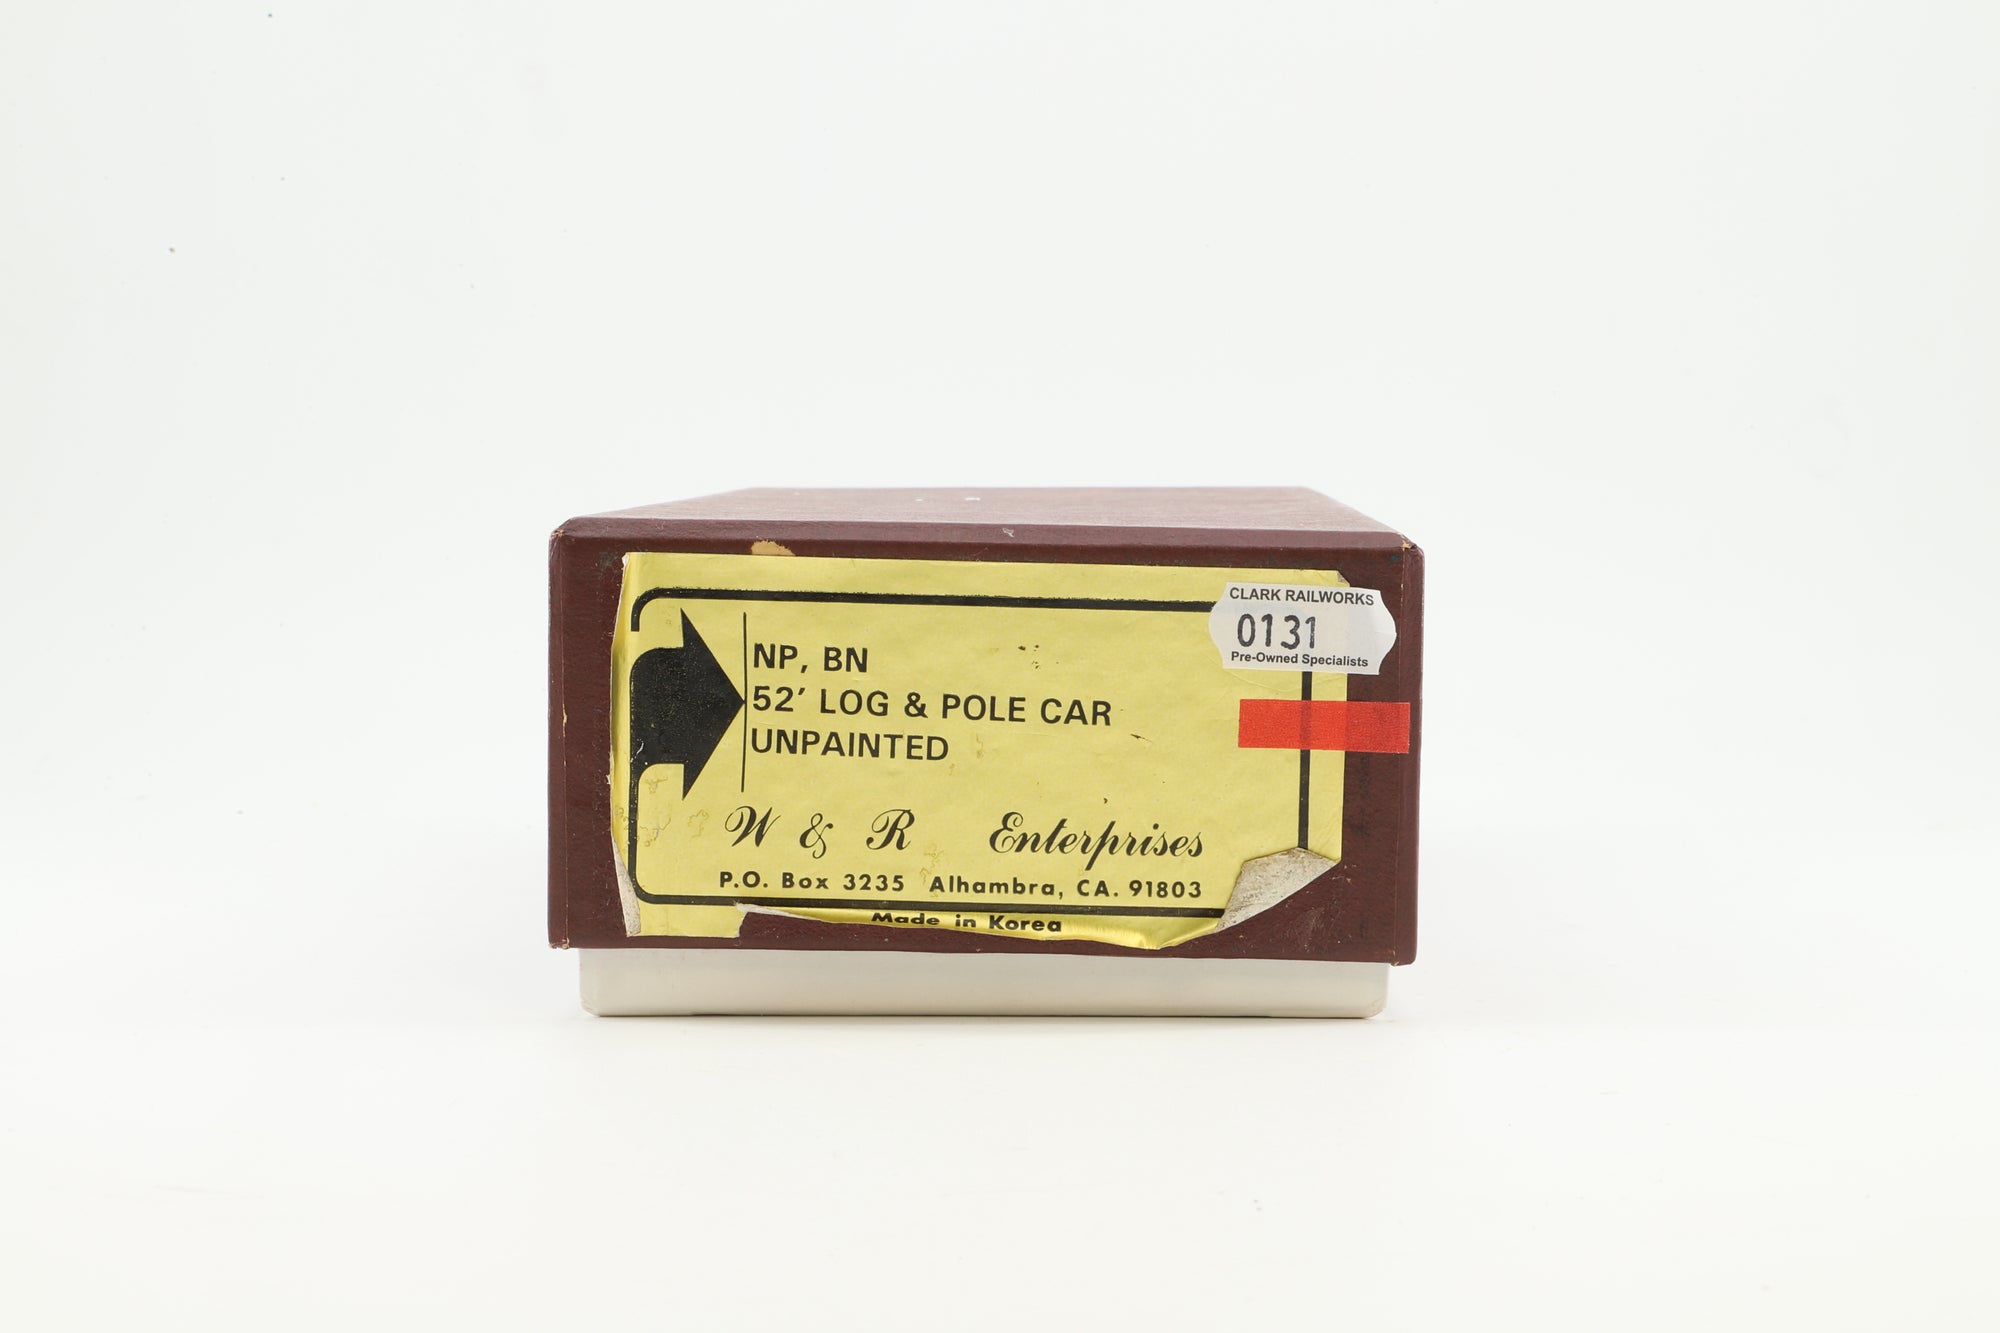 CLARK RAILWORKS
0131
Pre-Owned Specialists
NP, BN
52' LOG & POLE CAR
UNPAINTED
W & R Enterprises
P.O. Box 3235 Alhambra, CA. 91803
Made in Korea